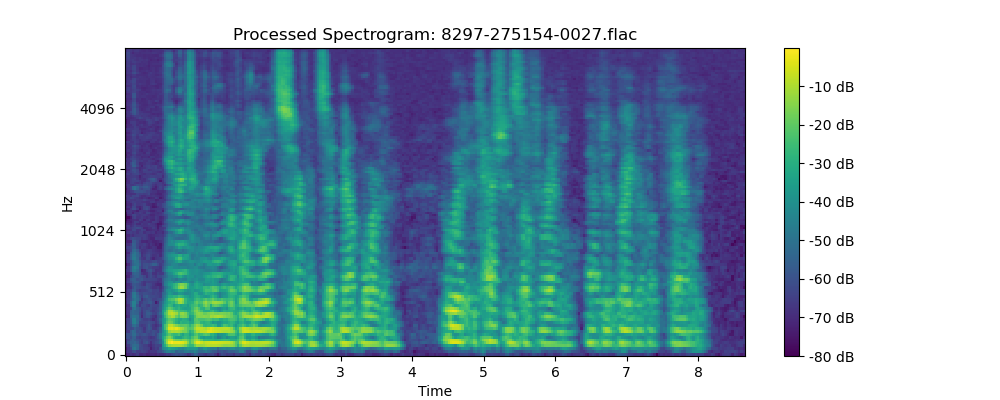 Processed Spectrogram: 8297-275154-0027.flac
Hz
4096
2048
1024
512
0
0 1 2 3 4 5 6 7 8
Time
-10 dB
-20 dB
-30 dB
-40 dB
-50 dB
-60 dB
-70 dB
-80 dB